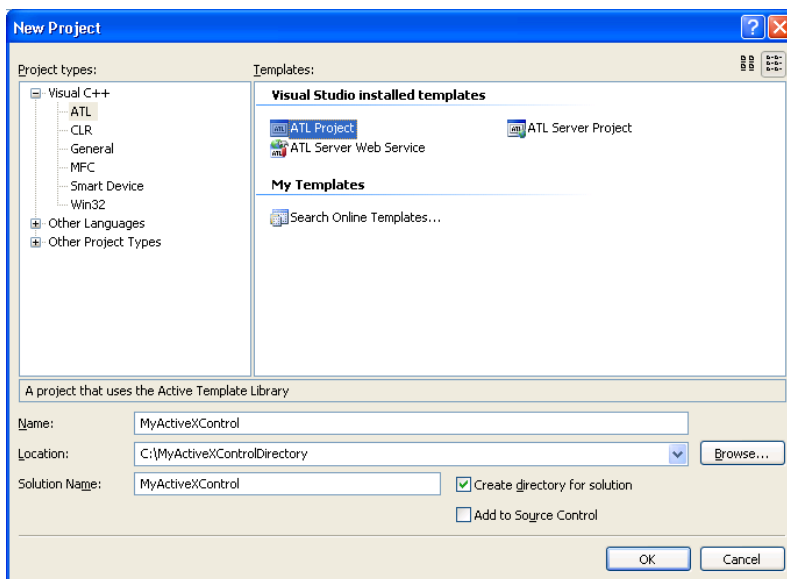 New Project
Project types:
Templates:
Visual C++
ATL
CLR
General
MFC
Smart Device
Win32
Other Languages
Other Project Types
Visual Studio installed templates
ATL Project
ATL Server Project
ATL Server Web Service
My Templates
Search Online Templates...
A project that uses the Active Template Library
Name:
MyActiveXControl
Location:
C:\MyActiveXControlDirectory
Browse...
Solution Name:
MyActiveXControl
Create directory for solution
Add to Source Control
OK
Cancel